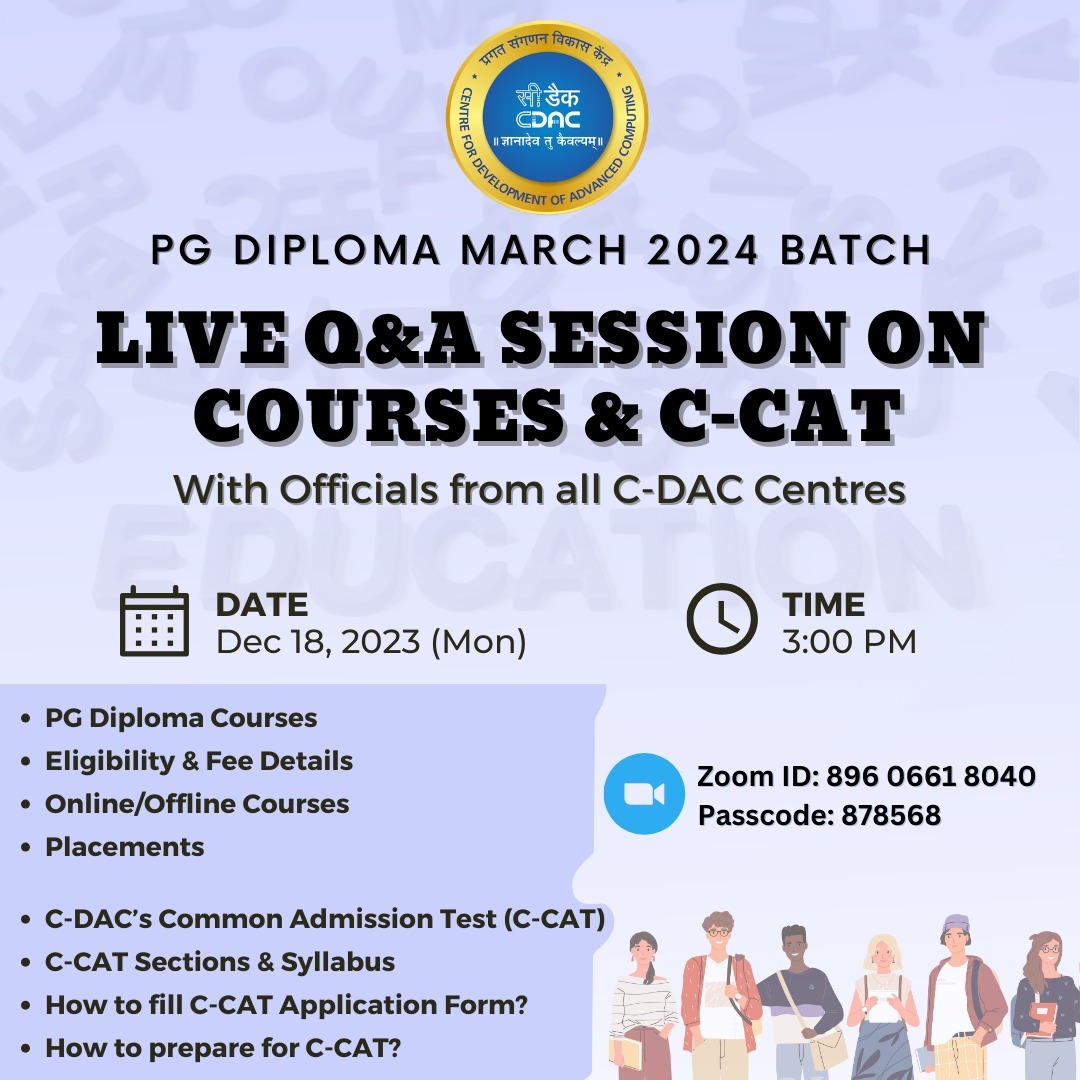 प्रगत संगणन विकास केंद्र
सी डैक
CDAC
॥ ज्ञानादेव तु कैवल्यम् ॥
CENTRE FOR DEVELOPMENT OF ADVANCED COMPUTING
PG DIPLOMA MARCH 2024 BATCH
LIVE Q&A SESSION ON
COURSES & C-CAT
With Officials from all C-DAC Centres
EDUCATION
DATE
Dec 18, 2023 (Mon)
TIME
3:00 PM
• PG Diploma Courses
• Eligibility & Fee Details
• Online/Offline Courses
• Placements
Zoom ID: 896 0661 8040
Passcode: 878568
• C-DAC’s Common Admission Test (C-CAT)
• C-CAT Sections & Syllabus
• How to fill C-CAT Application Form?
• How to prepare for C-CAT?